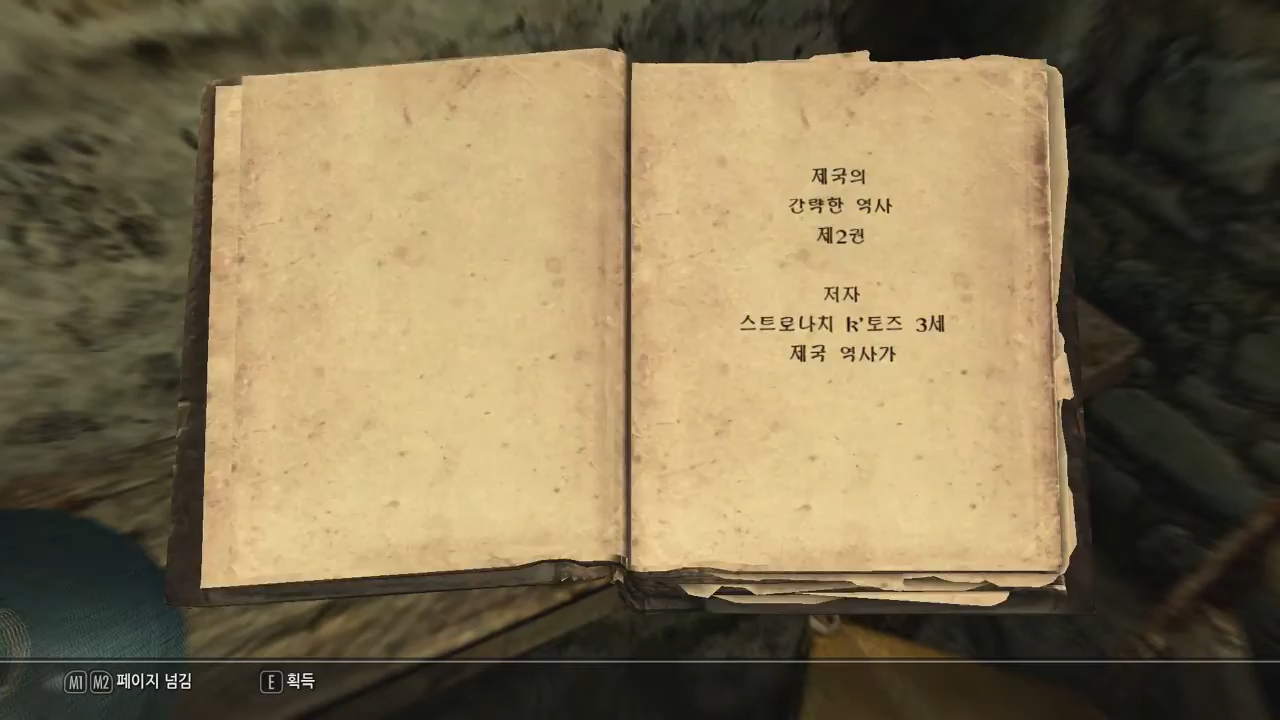 제국의
간략한 역사
제2권
저자
스트로나치 k'토즈 3세
제국 역사가
M1 M2 페이지 넘김
E 획득